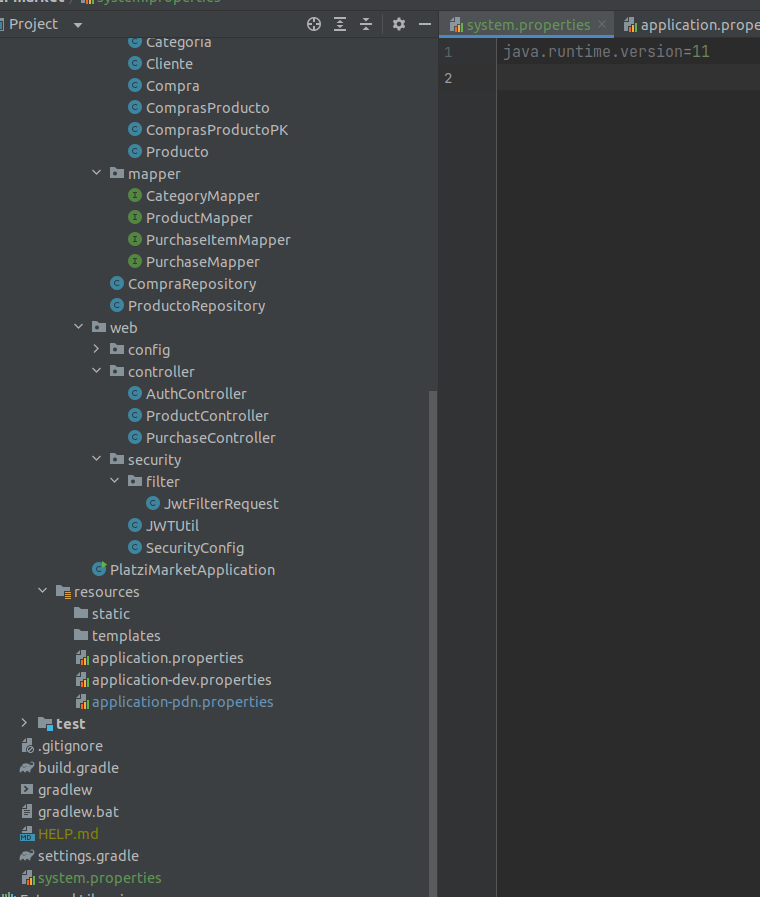 system.properties
Project
system.properties
application.prope
Categoria
Cliente
Compra
ComprasProducto
ComprasProductoPK
Producto
mapper
CategoryMapper
ProductMapper
PurchaseItemMapper
PurchaseMapper
CompraRepository
ProductoRepository
web
config
controller
AuthController
ProductController
PurchaseController
security
filter
JwtFilterRequest
JWTUtil
SecurityConfig
PlatziMarketApplication
resources
static
templates
application.properties
application-dev.properties
application-pdn.properties
test
.gitignore
build.gradle
gradlew
gradlew.bat
HELP.md
settings.gradle
system.properties
1 java.runtime.version=11
2